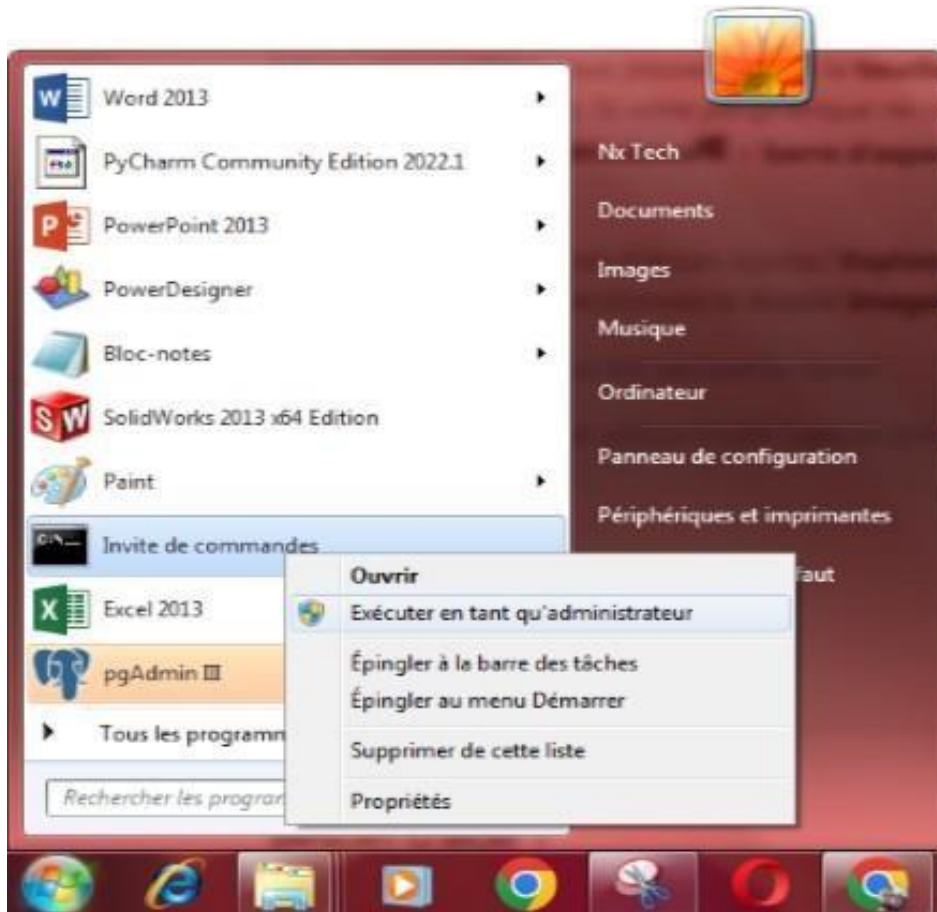 Word 2013
PyCharm Community Edition 2022.1
PowerPoint 2013
PowerDesigner
Bloc-notes
SolidWorks 2013 x64 Edition
Paint
Invite de commandes
Excel 2013
pgAdmin III
Tous les programm
Rechercher les program
Ouvrir
Exécuter en tant qu'administrateur
Épingler à la barre des tâches
Épingler au menu Démarrer
Supprimer de cette liste
Propriétés
Nx Tech
Documents
Images
Musique
Ordinateur
Panneau de configuration
Périphériques et imprimantes
faut